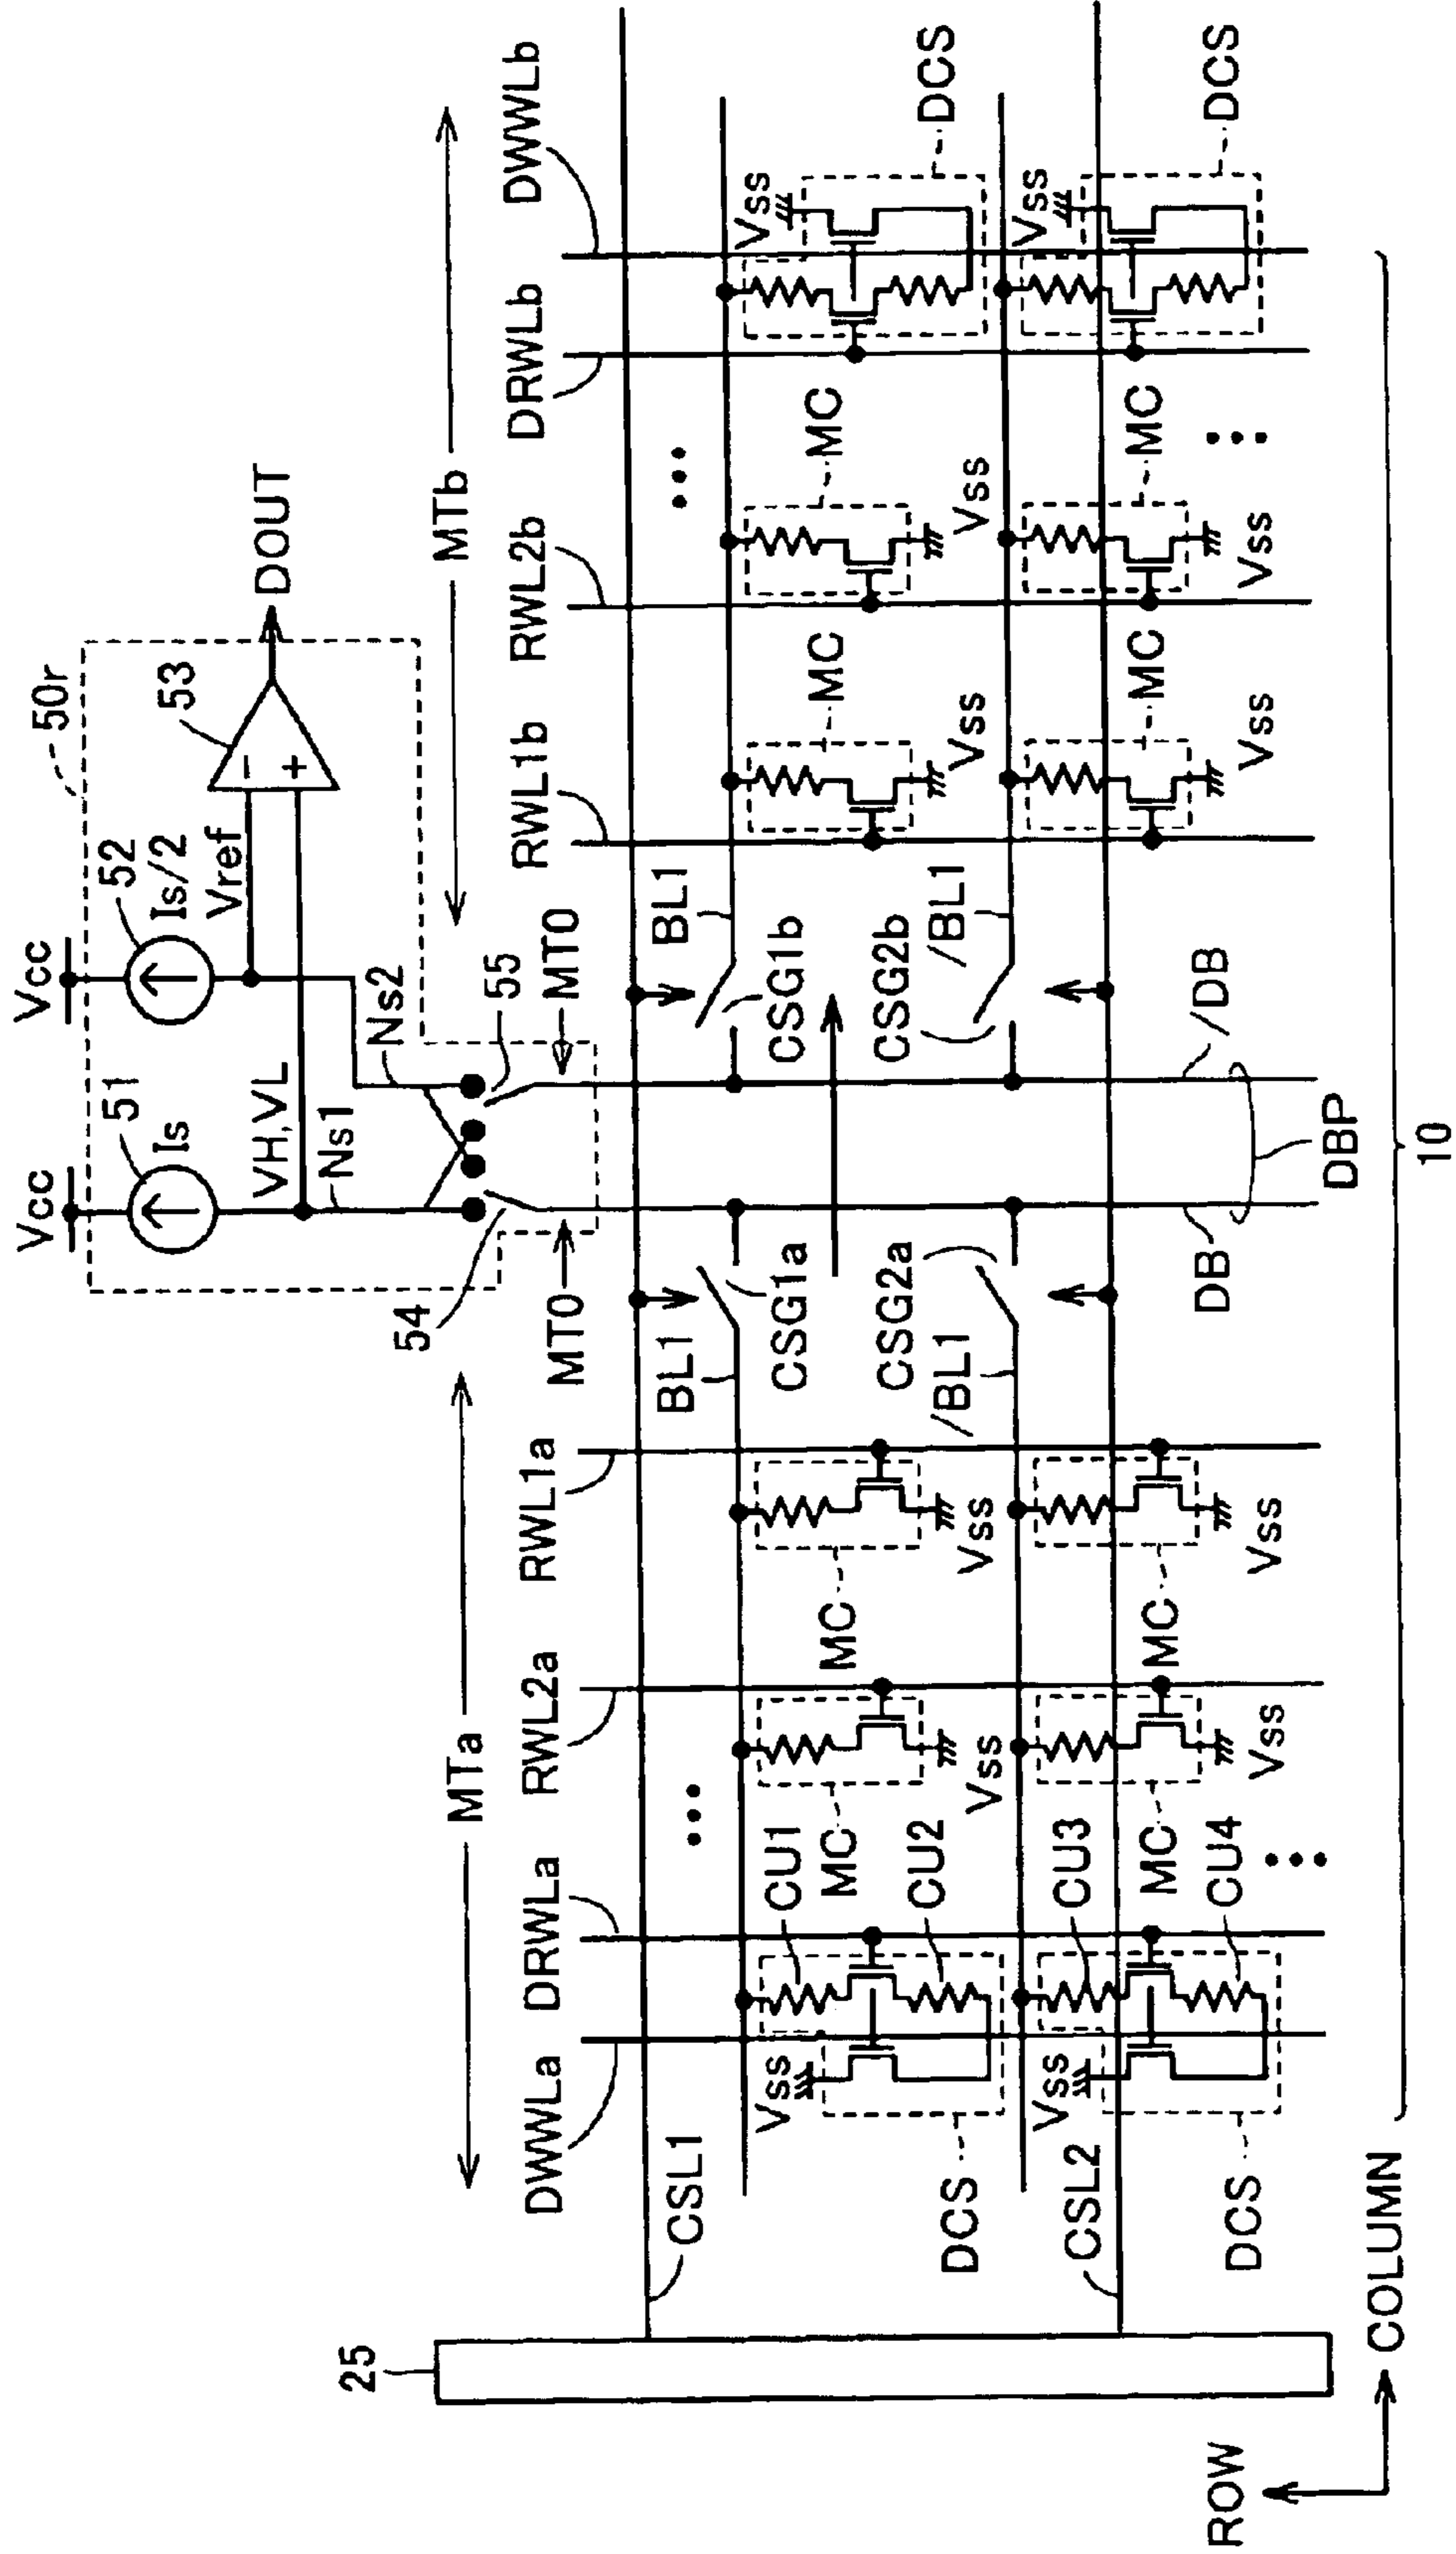 Vcc
Vcc
50r
51
Is
52
Is/2
53
DOUT
VH,VL
Vref
−
+
Ns1
Ns2
54
55
MT0
MT0
MTa
MTb
25
DWWLa
DRWLa
RWL2a
RWL1a
RWL1b
RWL2b
DRWLb
DWWLb
CSL1
BL1
BL1
...
...
Vss
CU1
MC
MC
CSG1a
CSG1b
MC
MC
Vss
DCS
CU2
Vss
Vss
CSG2a
CSG2b
Vss
Vss
DCS
/BL1
/BL1
CSL2
Vss
CU3
MC
MC
MC
MC
Vss
DCS
CU4
Vss
Vss
DB
/DB
Vss
Vss
DCS
DBP
ROW
COLUMN
10